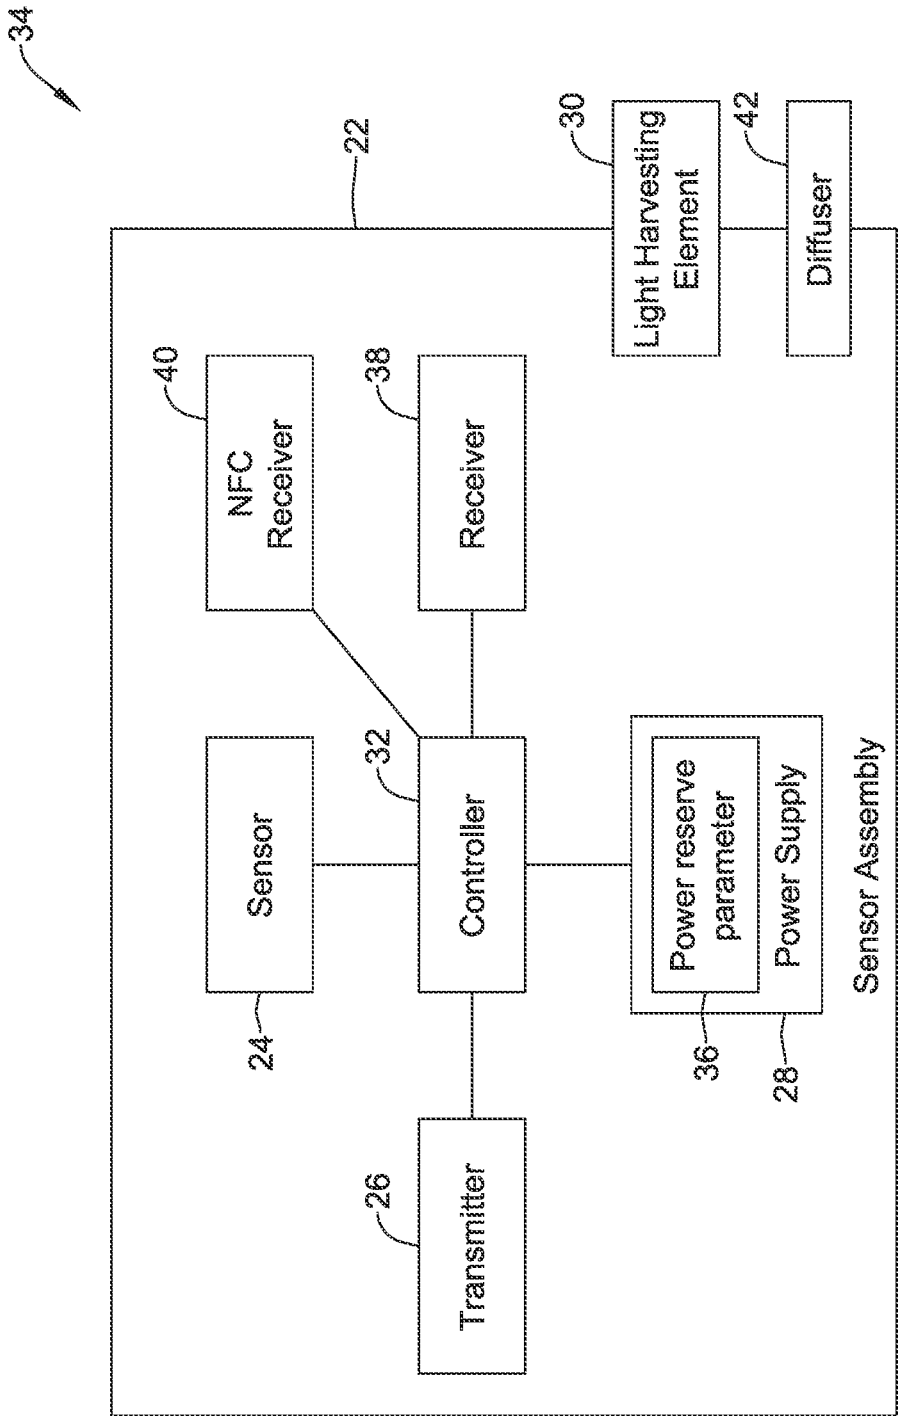 34
22
40
NFC
Receiver
Sensor
24
38
Receiver
32
Controller
26
Transmitter
30
Light Harvesting
Element
42
Diffuser
Power reserve
parameter
36
Power Supply
28
Sensor Assembly